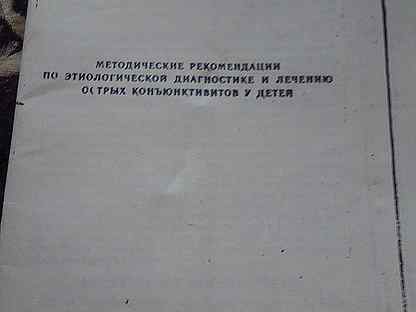 МЕТОДИЧЕСКИЕ РЕКОМЕНДАЦИИ
ПО ЭТИОЛОГИЧЕСКОЙ ДИАГНОСТИКЕ И ЛЕЧЕНИЮ
ОСТРЫХ КОНЪЮНКТИВИТОВ У ДЕТЕЙ